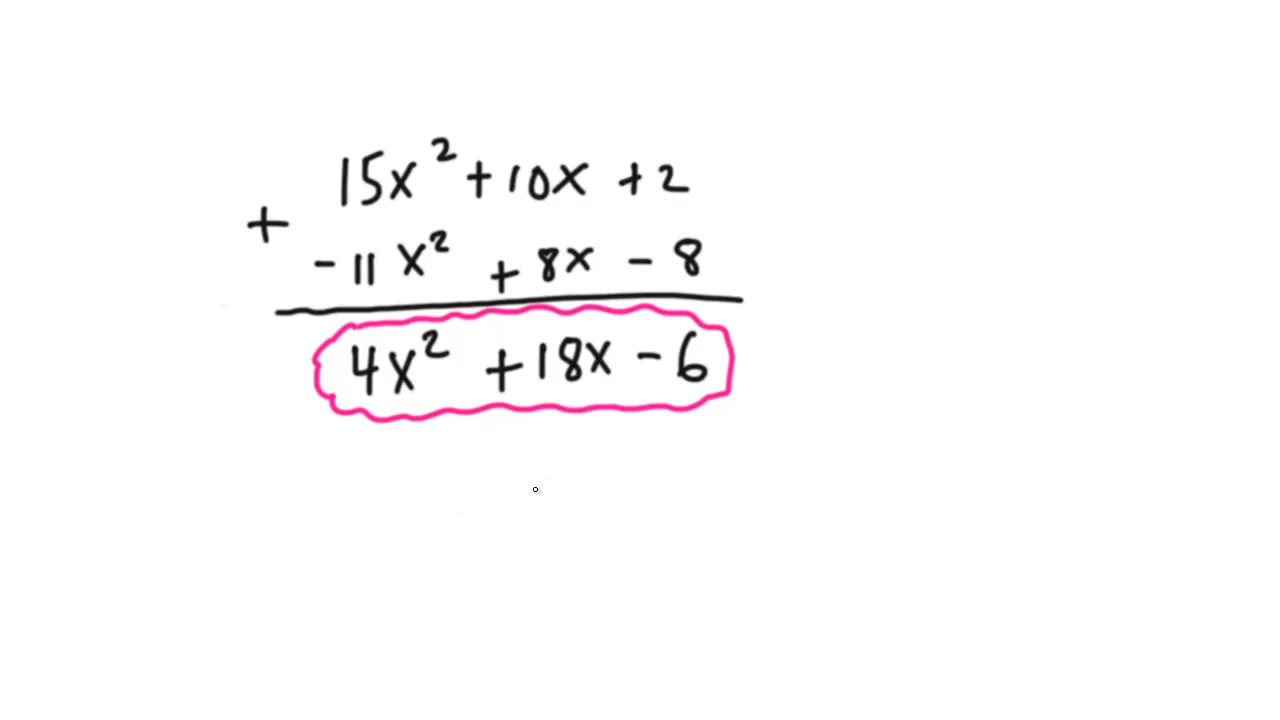 15x² + 10x + 2
+
- 11x² + 8x - 8
4x² + 18x - 6